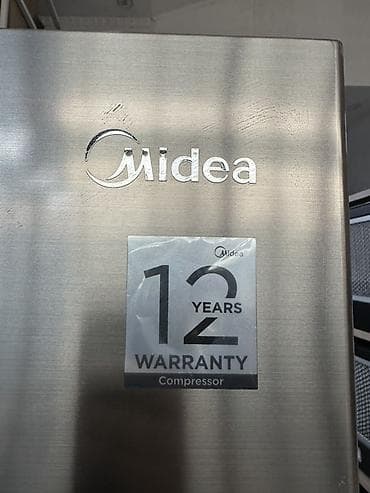 Midea
Midea
12
YEARS
WARRANTY
Compressor